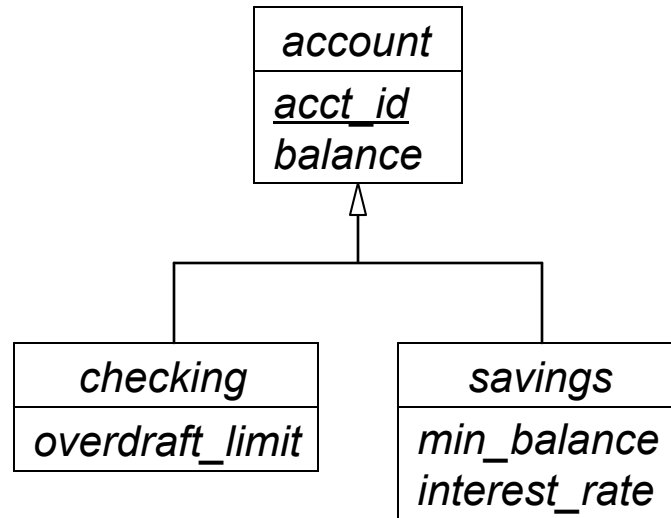 account
acct_id
balance
checking
overdraft_limit
savings
min_balance
interest_rate